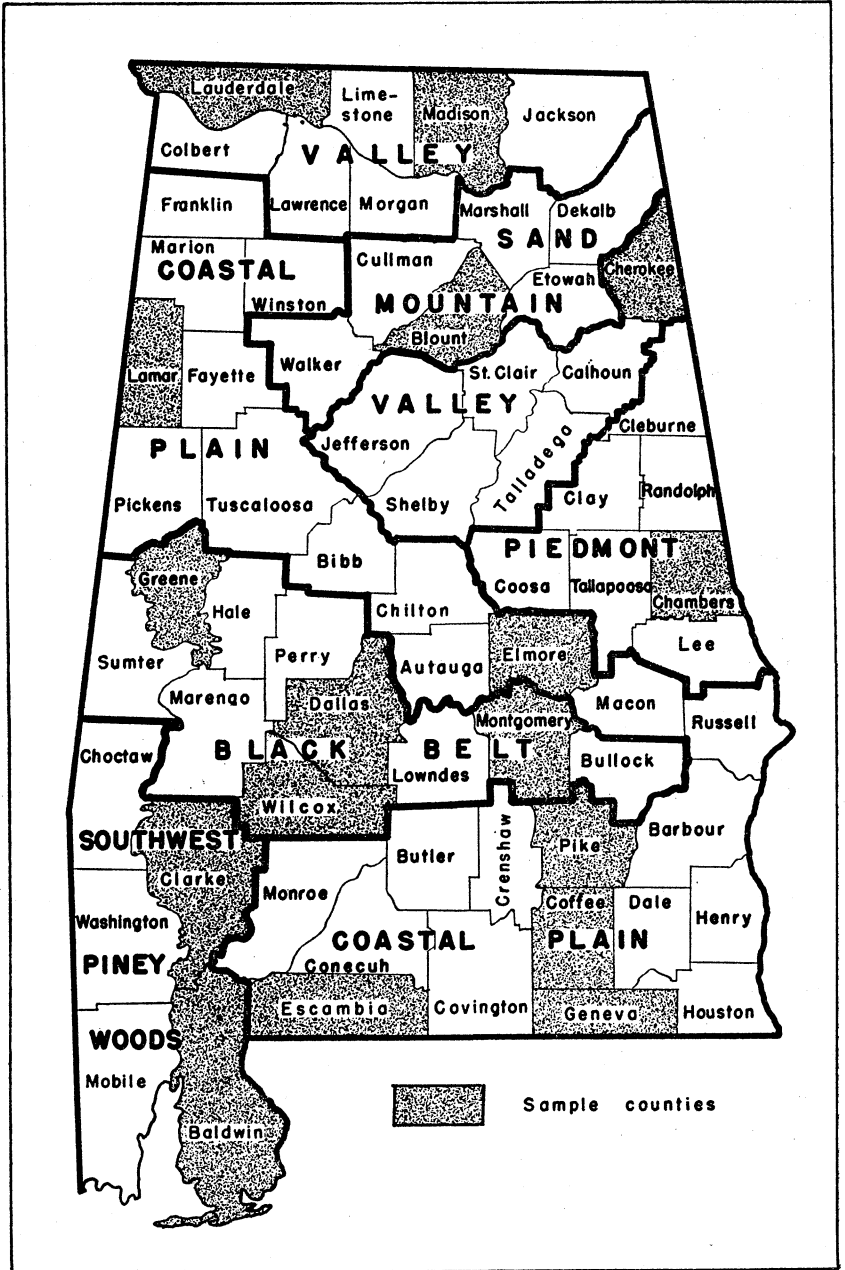 Lauderdale
Lime-
stone
Madison
Jackson
Colbert
VALLEY
Franklin
Lawrence
Morgan
Marshall
Dekalb
SAND
Marion
COASTAL
Cullman
Etowah
Cherokee
Winston
MOUNTAIN
Blount
Walker
St. Clair
Calhoun
Lamar
Fayette
VALLEY
Cleburne
PLAIN
Jefferson
Talladega
Pickens
Tuscaloosa
Shelby
Clay
Randolph
Bibb
PIEDMONT
Greene
Coosa
Tallapoosa
Chambers
Hale
Chilton
Lee
Sumter
Perry
Autauga
Elmore
Marengo
Dallas
Macon
Montgomery
Russell
Choctaw
BLACK
BELT
Bullock
Lowndes
Wilcox
SOUTHWEST
Barbour
Pike
Butler
Crenshaw
Clarke
Monroe
Coffee
Dale
Henry
Washington
COASTAL
PLAIN
PINEY
Conecuh
Escambia
Covington
Geneva
Houston
WOODS
Mobile
Baldwin
Sample counties